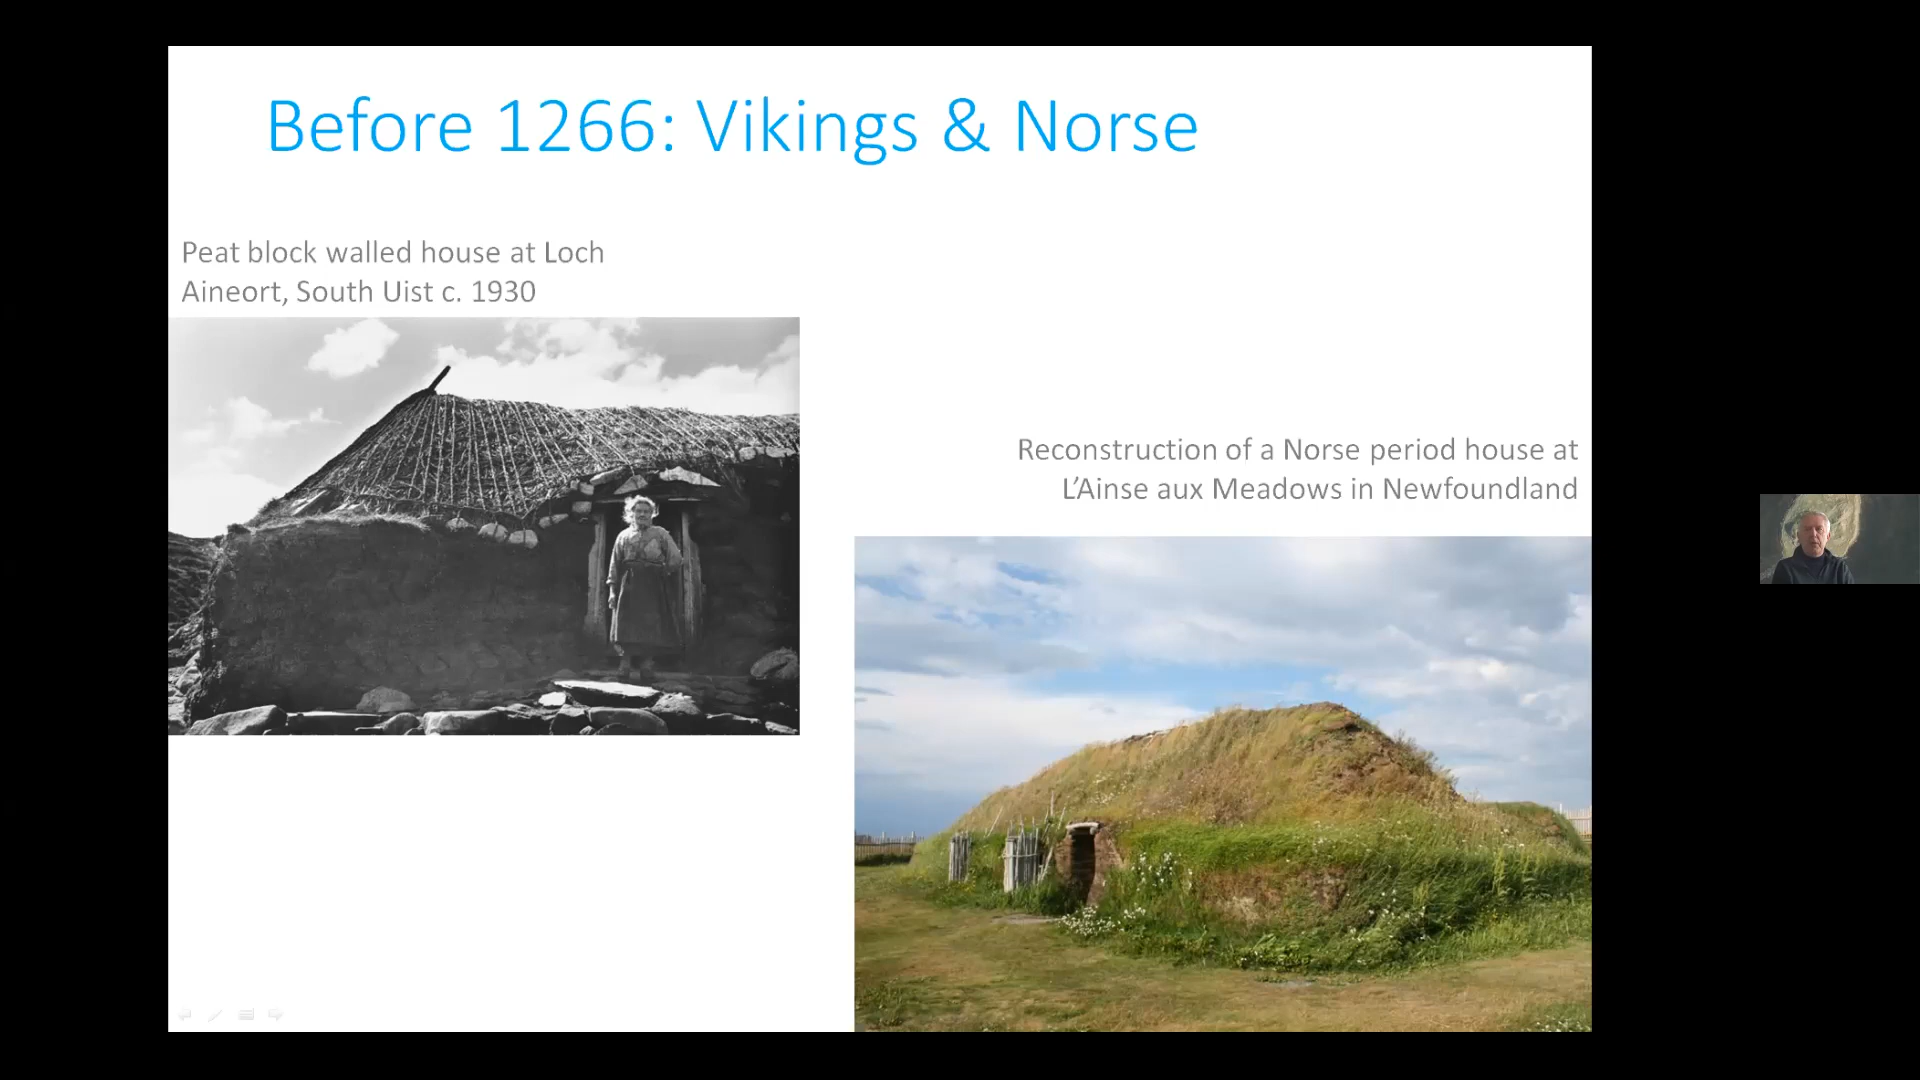 Before 1266: Vikings & Norse
Peat block walled house at Loch
Aineort, South Uist c. 1930
Reconstruction of a Norse period house at
L’Ainse aux Meadows in Newfoundland